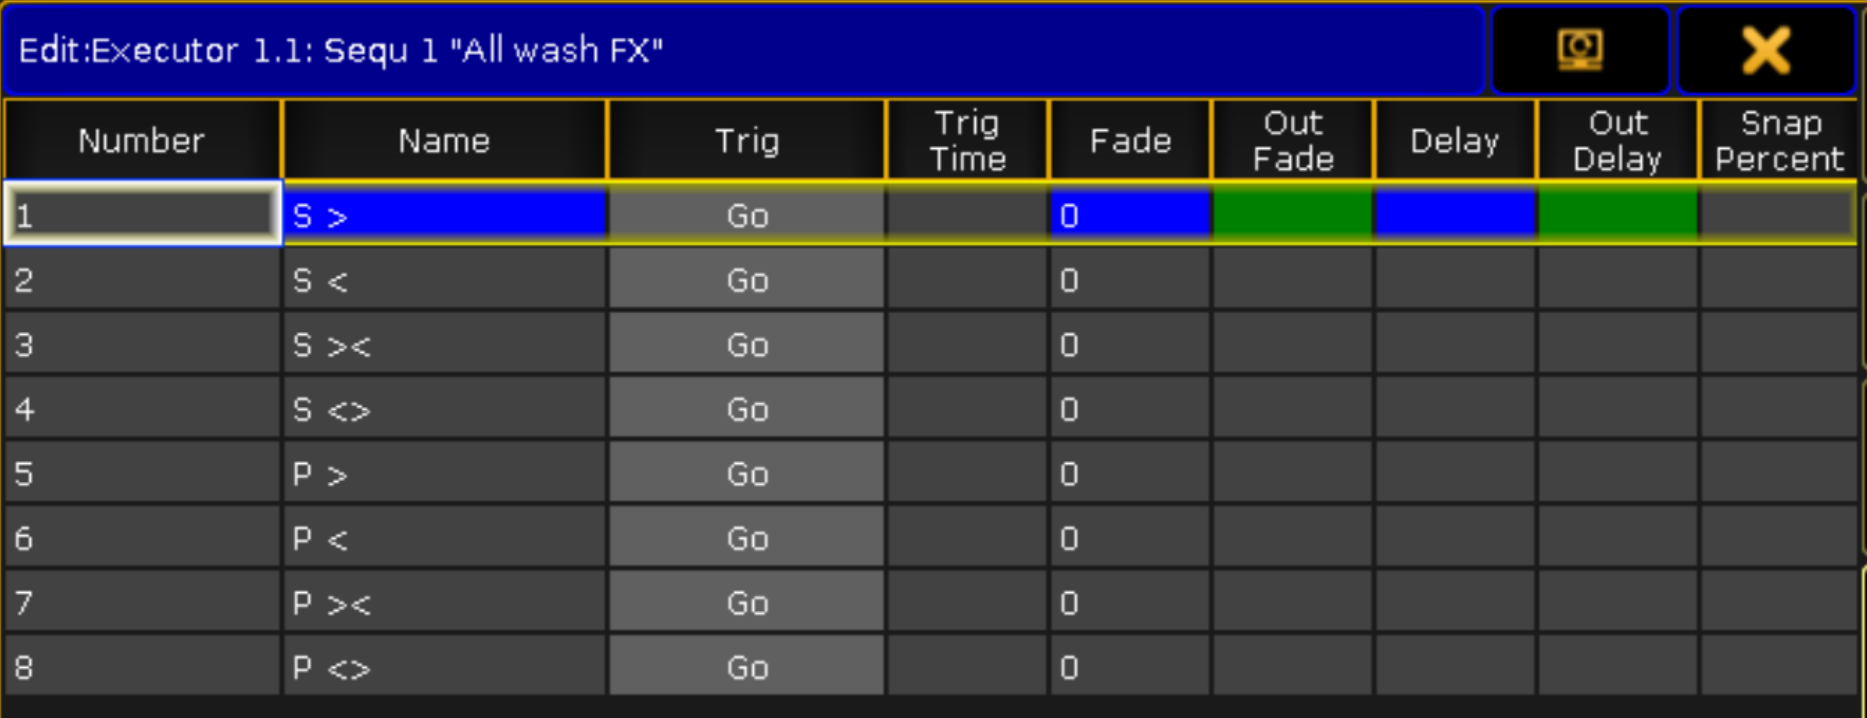 Edit:Executor 1.1: Sequ 1 "All wash FX"
Number Name Trig Trig Time Fade Out Fade Delay Out Delay Snap Percent
1 S > Go 0
2 S < Go 0
3 S >< Go 0
4 S <> Go 0
5 P > Go 0
6 P < Go 0
7 P >< Go 0
8 P <> Go 0